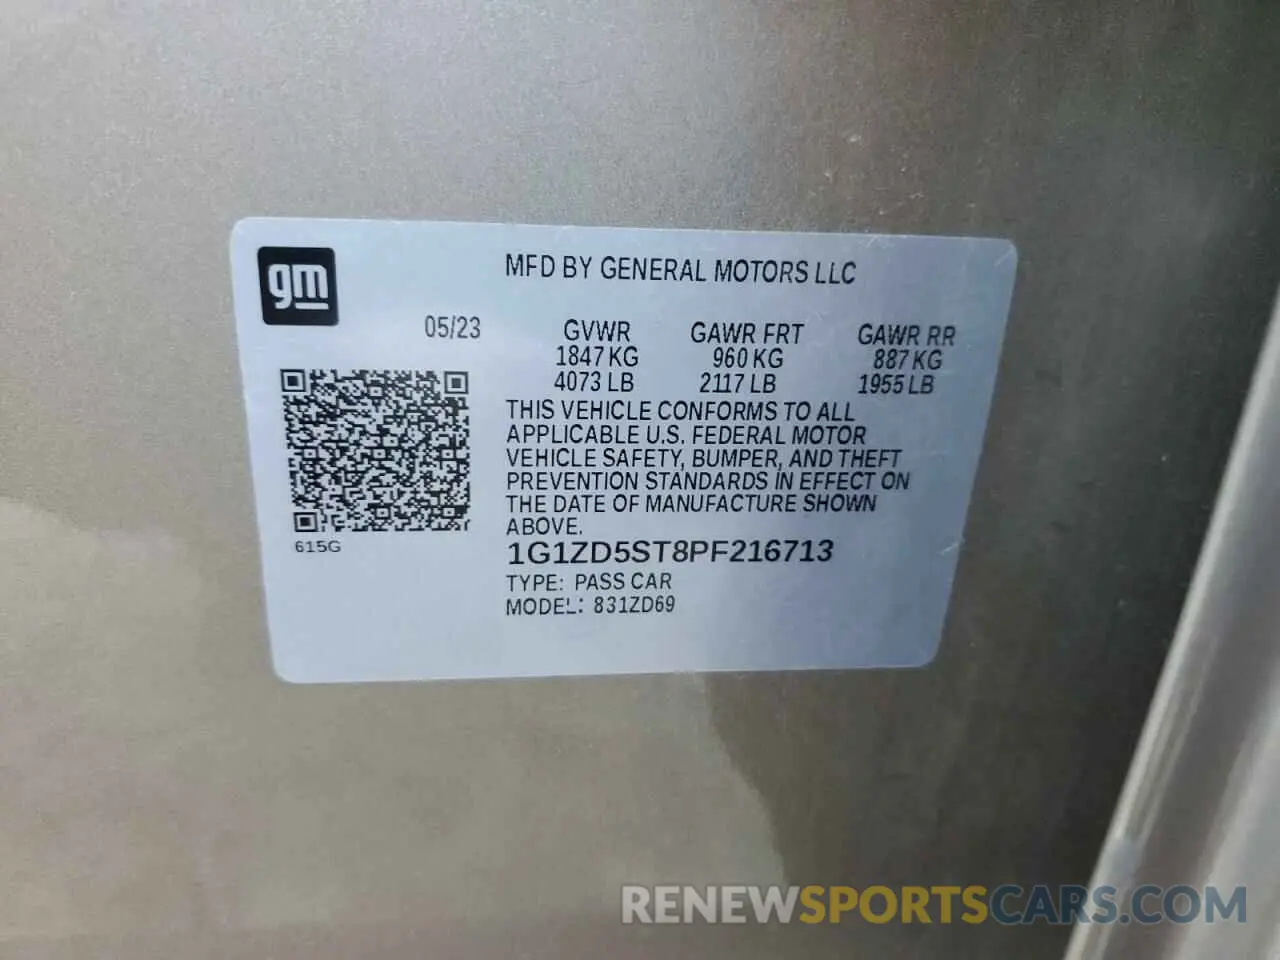 gm
MFD BY GENERAL MOTORS LLC
05/23
GVWR GAWR FRT GAWR RR
1847 KG 960 KG 887 KG
4073 LB 2117 LB 1955 LB
THIS VEHICLE CONFORMS TO ALL
APPLICABLE U.S. FEDERAL MOTOR
VEHICLE SAFETY, BUMPER, AND THEFT
PREVENTION STANDARDS IN EFFECT ON
THE DATE OF MANUFACTURE SHOWN
ABOVE.
615G
1G1ZD5ST8PF216713
TYPE: PASS CAR
MODEL: 831ZD69
RENEWSPORTSCARS.COM